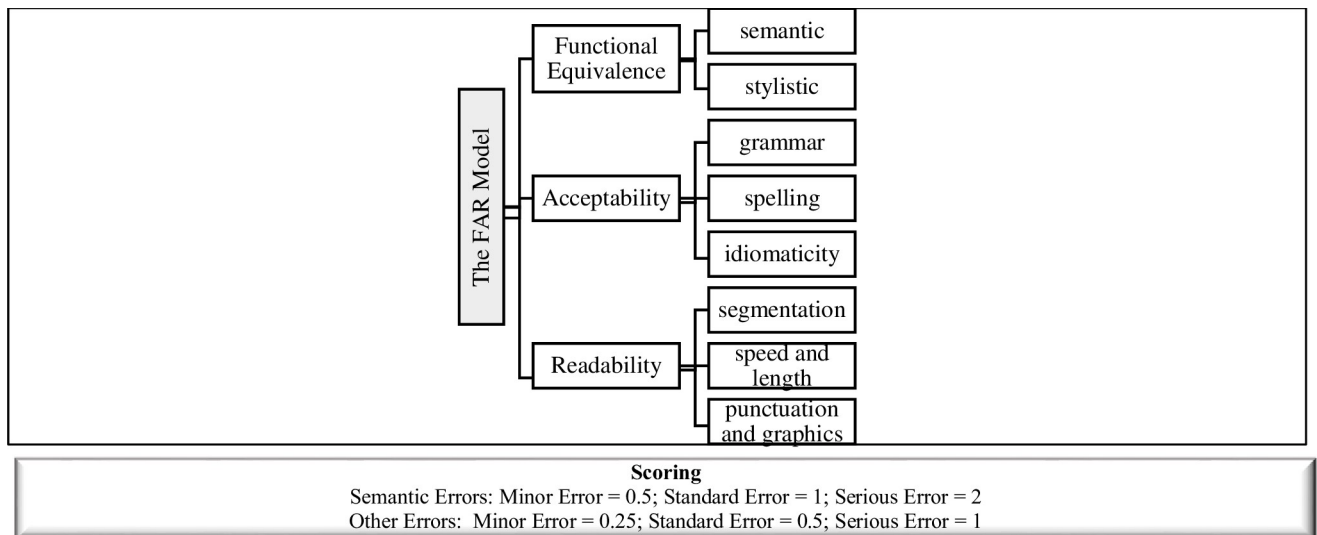 The FAR Model
Functional
Equivalence
semantic
stylistic
Acceptability
grammar
spelling
idiomaticity
Readability
segmentation
speed and
length
punctuation
and graphics
Scoring
Semantic Errors: Minor Error = 0.5; Standard Error = 1; Serious Error = 2
Other Errors:  Minor Error = 0.25; Standard Error = 0.5; Serious Error = 1